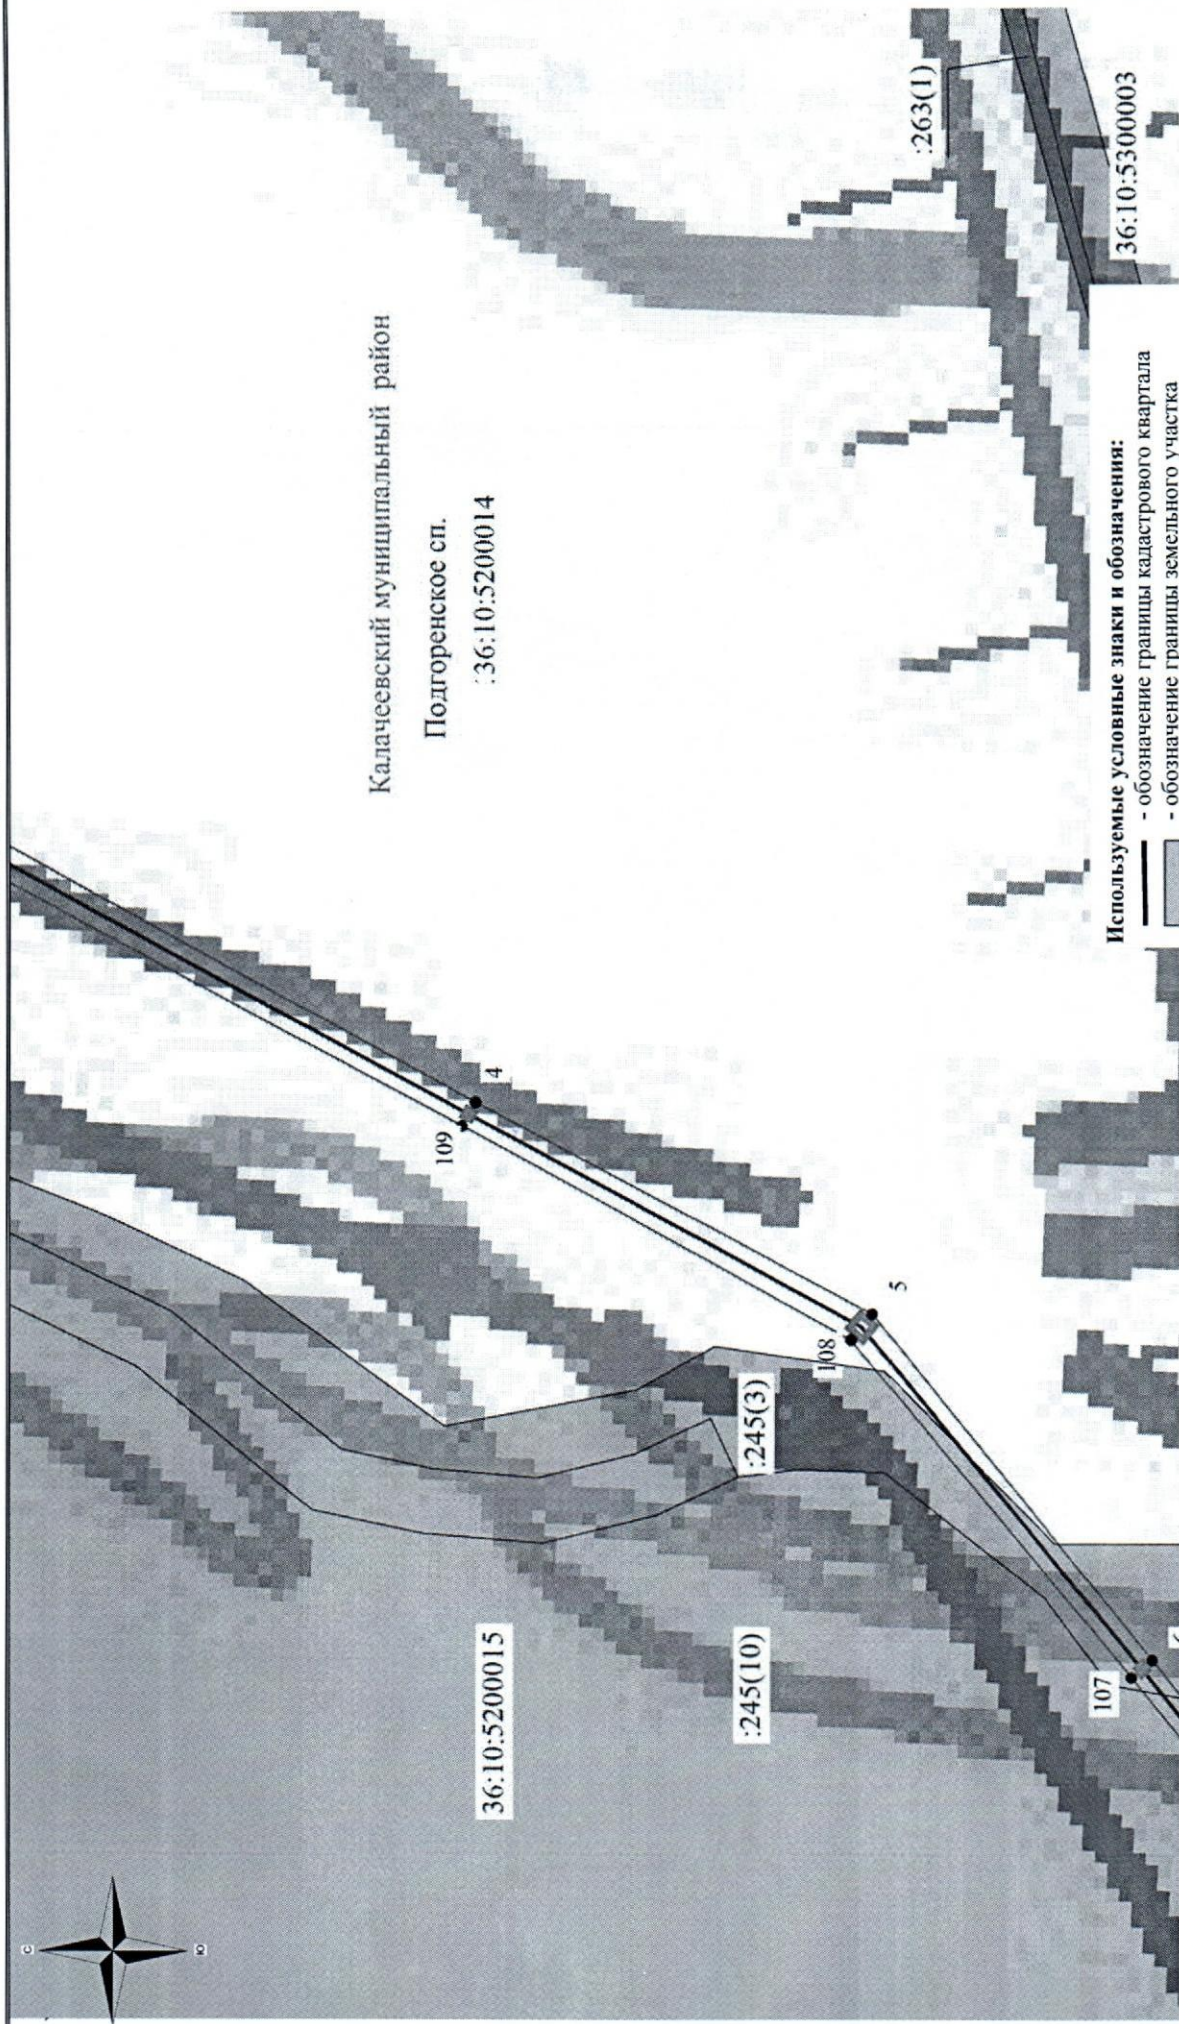 С
Ю
Калачеевский муниципальный район
Подгоренское сп.
:36:10:5200014
:263(1)
36:10:5300003
109
4
108
5
:245(3)
36:10:5200015
:245(10)
107
Используемые условные знаки и обозначения:
- обозначение границы кадастрового квартала
- обозначение границы земельного участка